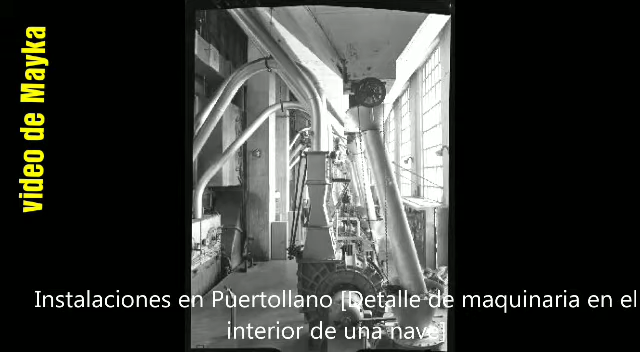 video de Mayka
Instalaciones en Puertollano [Detalle de maquinaria en el
interior de una nave]